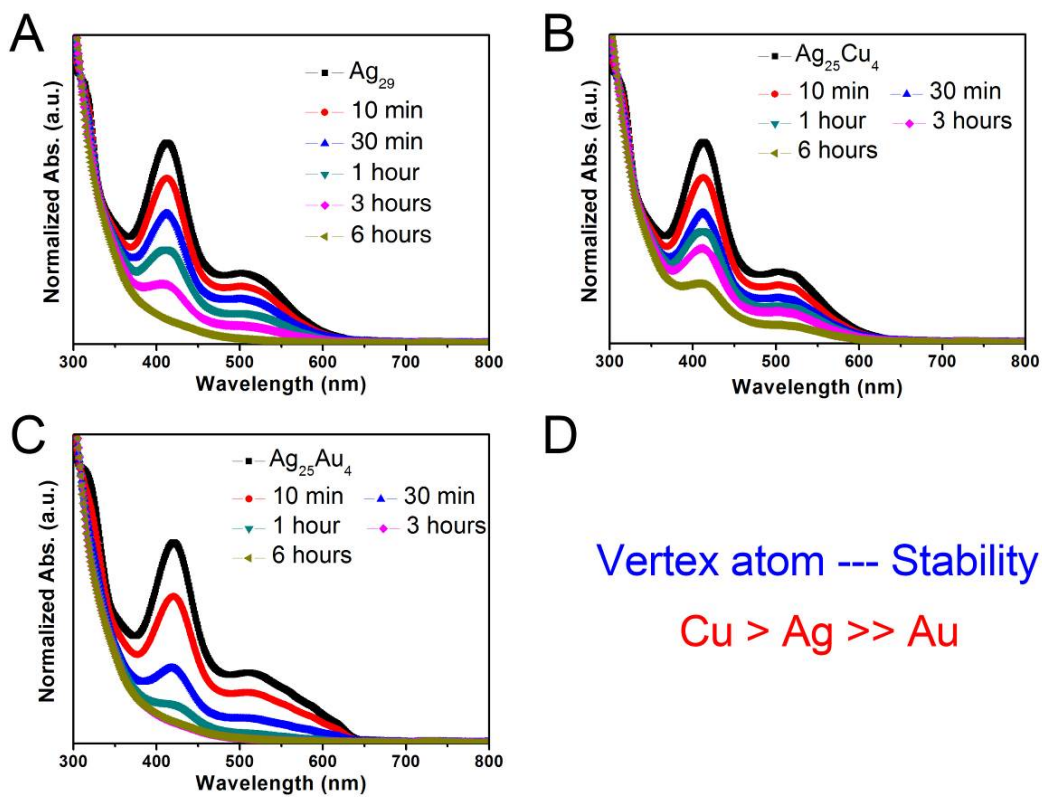 A
Normalized Abs. (a.u.)
Ag29
10 min
30 min
1 hour
3 hours
6 hours
300 400 500 600 700 800
Wavelength (nm)
B
Normalized Abs. (a.u.)
Ag25Cu4
10 min 30 min
1 hour 3 hours
6 hours
300 400 500 600 700 800
Wavelength (nm)
C
Normalized Abs. (a.u.)
Ag25Au4
10 min 30 min
1 hour 3 hours
6 hours
300 400 500 600 700 800
Wavelength (nm)
D
Vertex atom --- Stability
Cu > Ag >> Au